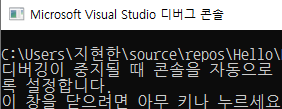 Microsoft Visual Studio 디버그 콘솔
C:\Users\지현한\source\repos\Hello\
디버깅이 중지될 때 콘솔을 자동으로
록 설정합니다.
이 창을 닫으려면 아무 키나 누르세요